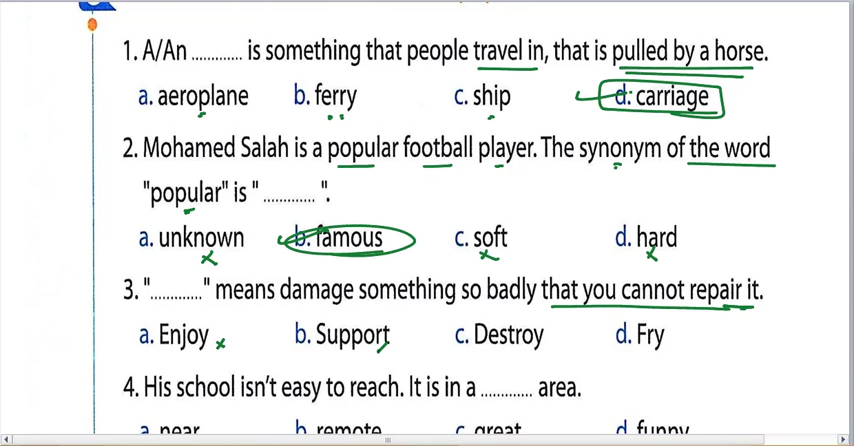 1. A/An ............ is something that people travel in, that is pulled by a horse.
a. aeroplane b. ferry c. ship d. carriage
2. Mohamed Salah is a popular football player. The synonym of the word
"popular" is " ............ ".
a. unknown b. famous c. soft d. hard
3. "............" means damage something so badly that you cannot repair it.
a. Enjoy b. Support c. Destroy d. Fry
4. His school isn't easy to reach. It is in a ............ area.
a. near b. remote c. great d. funny